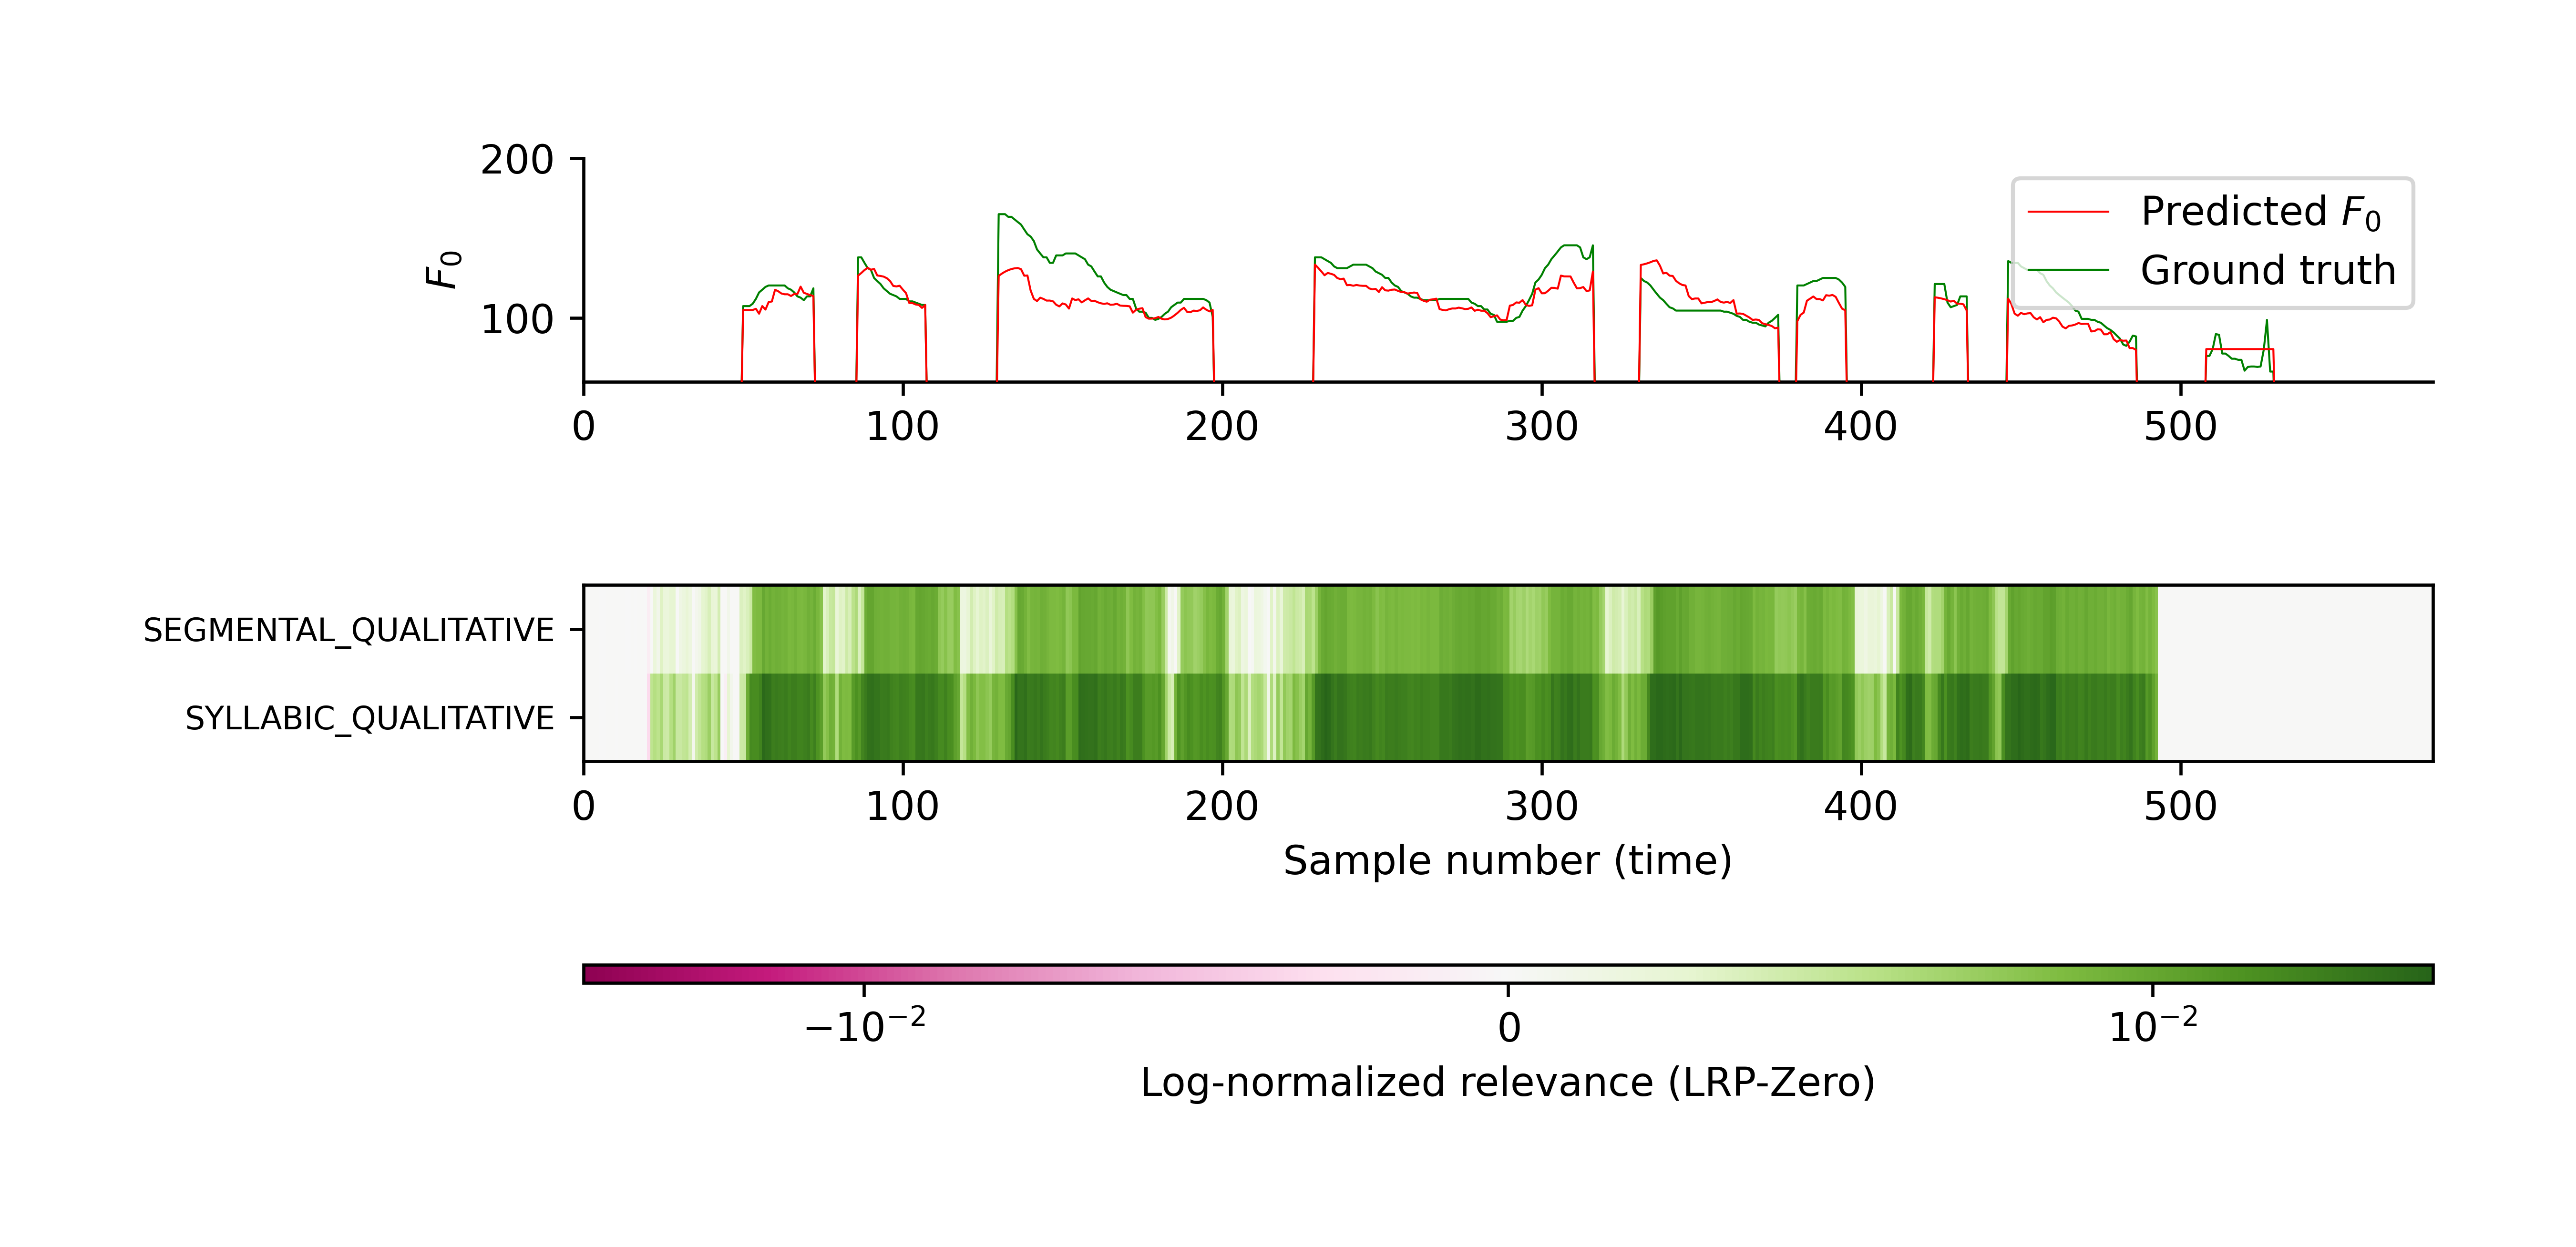 200
100
F₀
Predicted F₀
Ground truth
0 100 200 300 400 500
SEGMENTAL_QUALITATIVE
SYLLABIC_QUALITATIVE
0 100 200 300 400 500
Sample number (time)
−10⁻² 0 10⁻²
Log-normalized relevance (LRP-Zero)